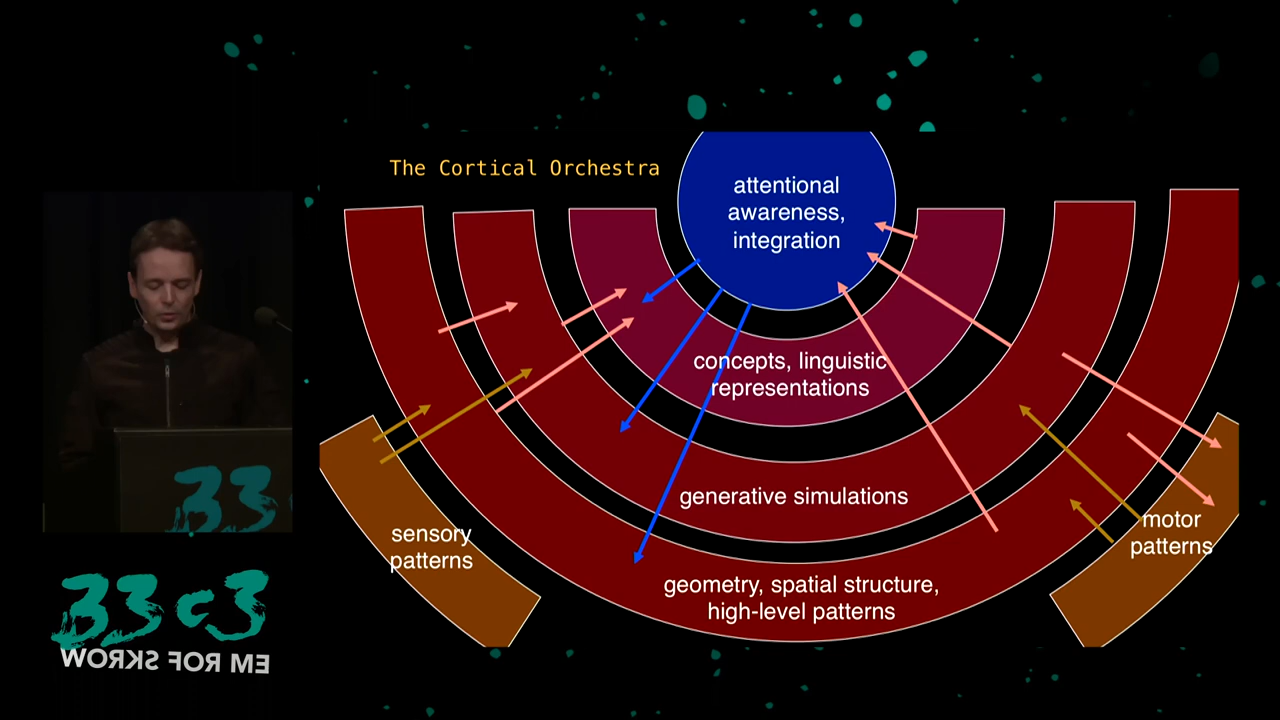 The Cortical Orchestra
attentional
awareness,
integration
concepts, linguistic
representations
generative simulations
geometry, spatial structure,
high-level patterns
sensory
patterns
motor
patterns
33
33c3
WORKS FOR ME